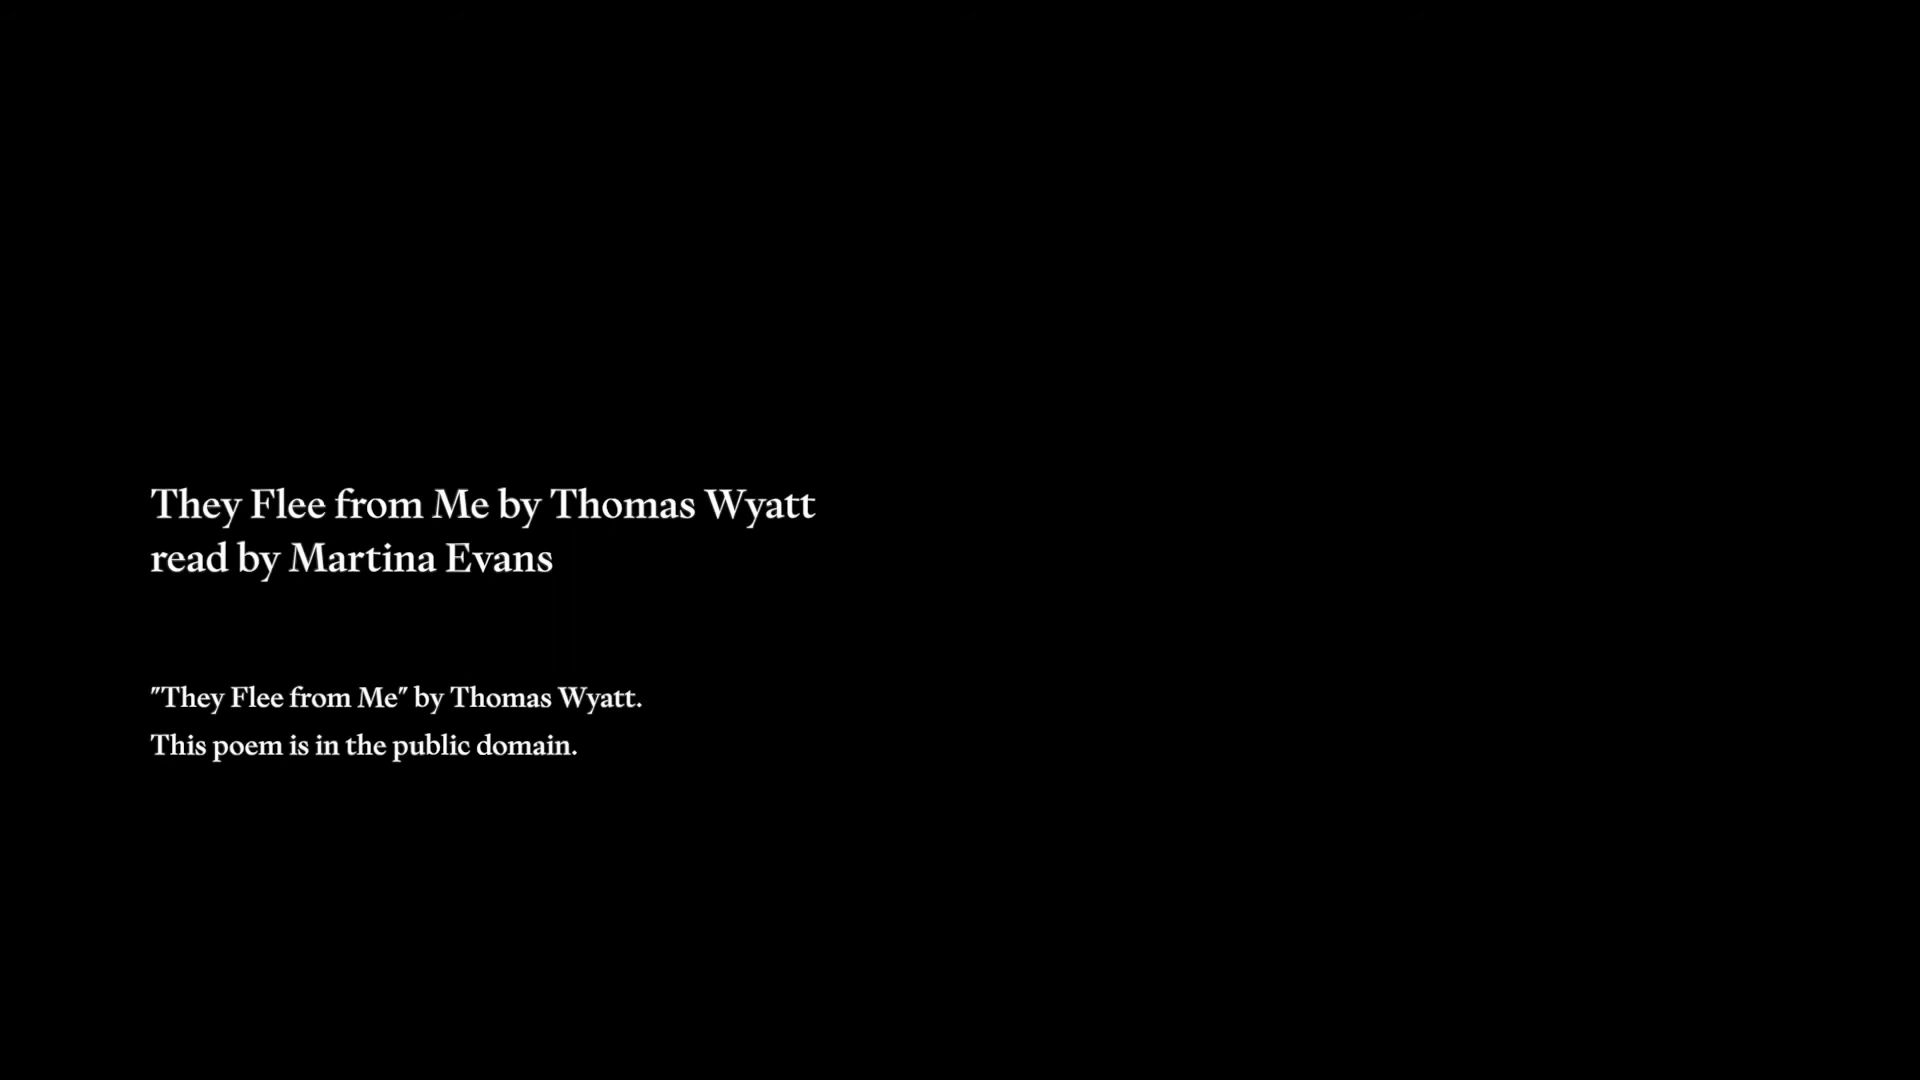 They Flee from Me by Thomas Wyatt
read by Martina Evans
"They Flee from Me" by Thomas Wyatt.
This poem is in the public domain.